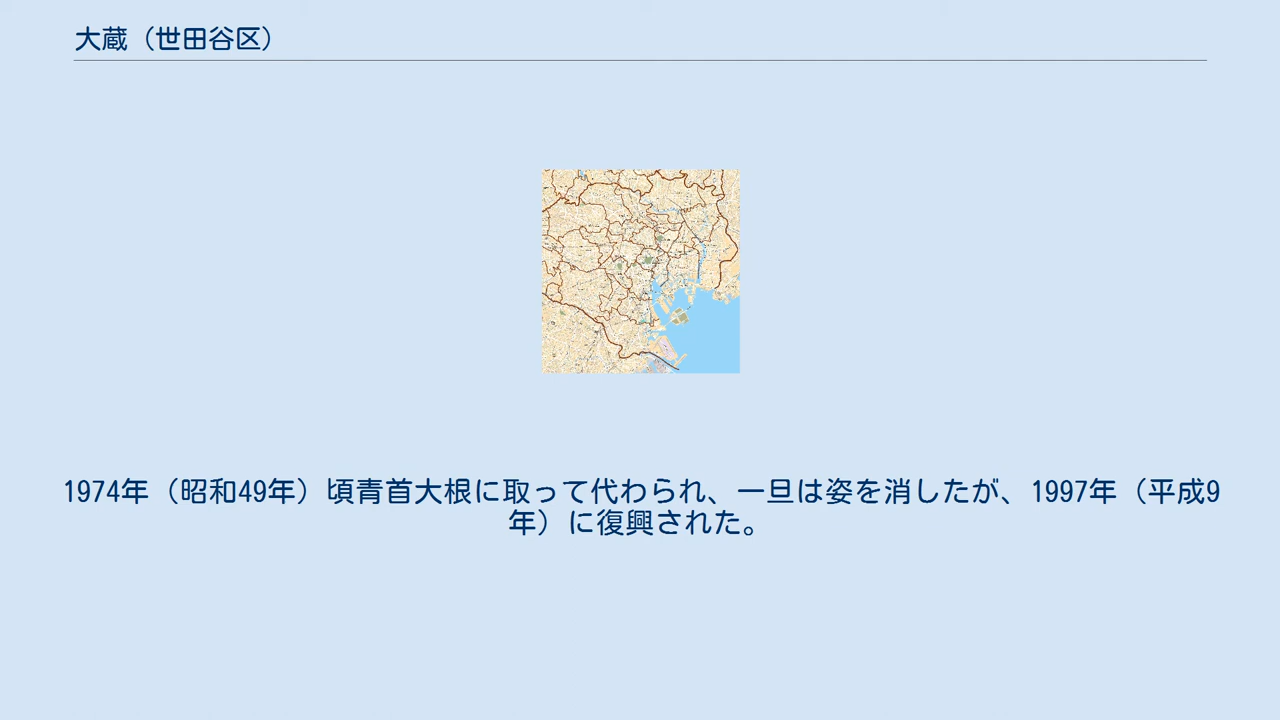 大蔵（世田谷区）
1974年（昭和49年）頃青首大根に取って代わられ、一旦は姿を消したが、1997年（平成9
年）に復興された。